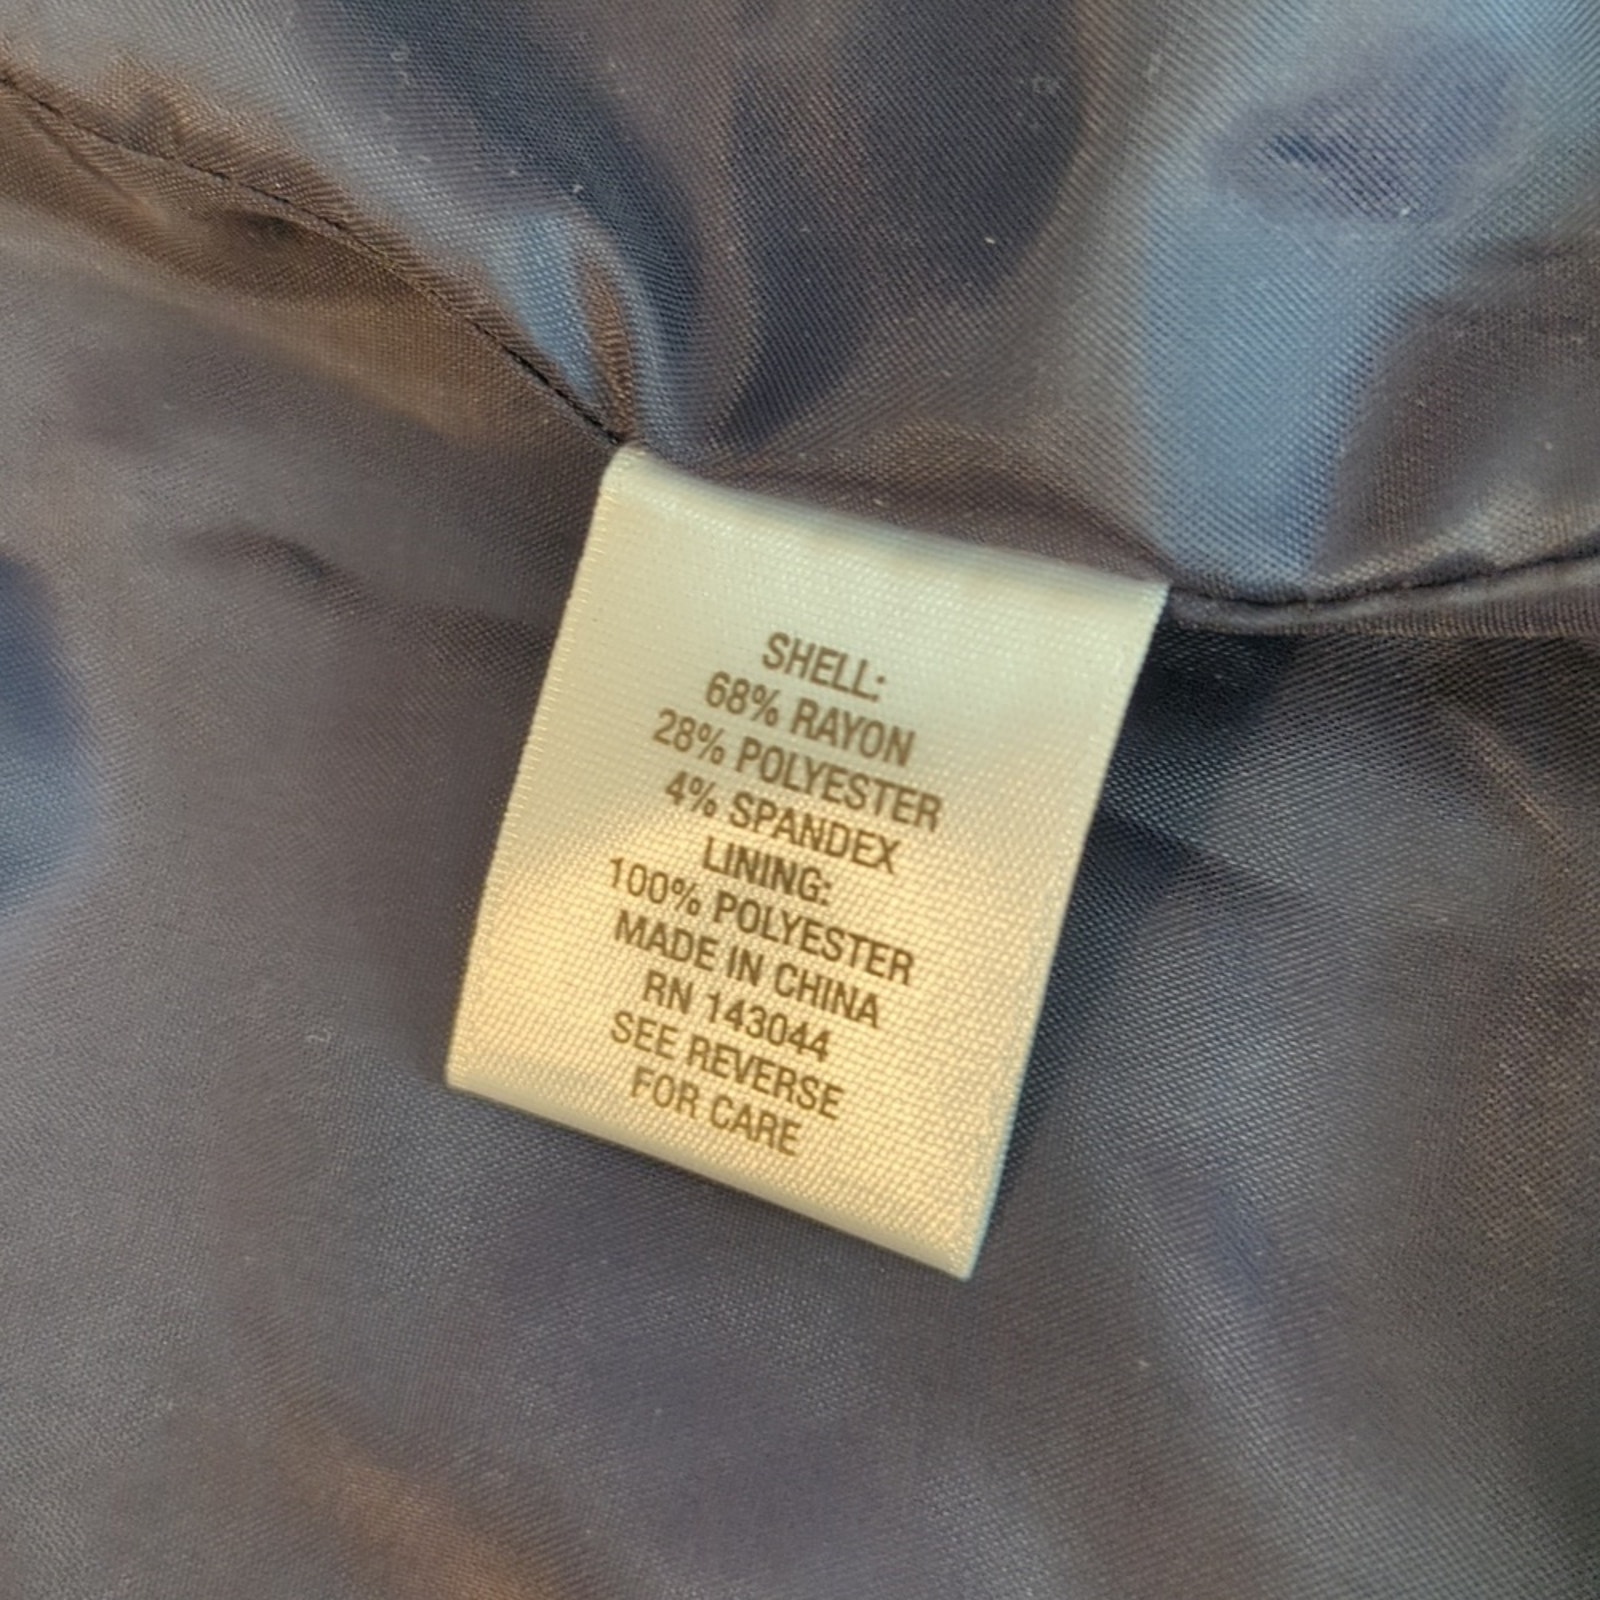 SHELL:
68% RAYON
28% POLYESTER
4% SPANDEX
LINING:
100% POLYESTER
MADE IN CHINA
RN 143044
SEE REVERSE
FOR CARE